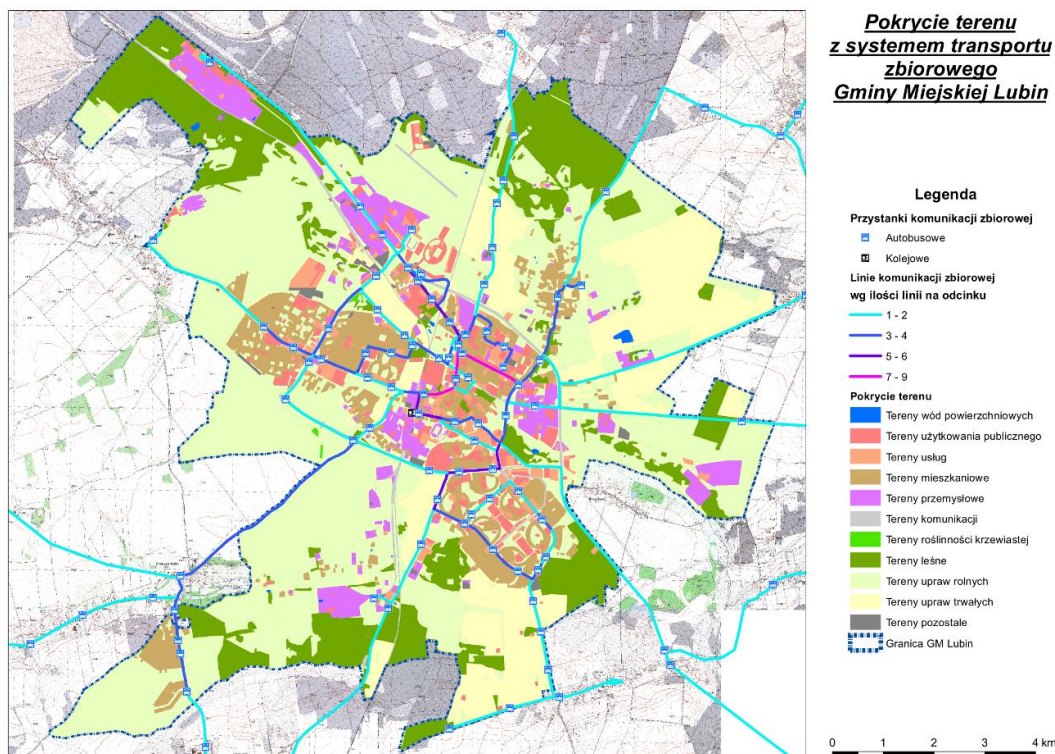 Pokrycie terenu
z systemem transportu
zbiorowego
Gminy Miejskiej Lubin
Legenda
Przystanki komunikacji zbiorowej
Autobusowe
Kolejowe
Linie komunikacji zbiorowej
wg ilości linii na odcinku
1 - 2
3 - 4
5 - 6
7 - 9
Pokrycie terenu
Tereny wód powierzchniowych
Tereny użytkowania publicznego
Tereny usług
Tereny mieszkaniowe
Tereny przemysłowe
Tereny komunikacji
Tereny roślinności krzewiastej
Tereny leśne
Tereny upraw rolnych
Tereny upraw trwałych
Tereny pozostałe
Granica GM Lubin
0 1 2 3 4 km